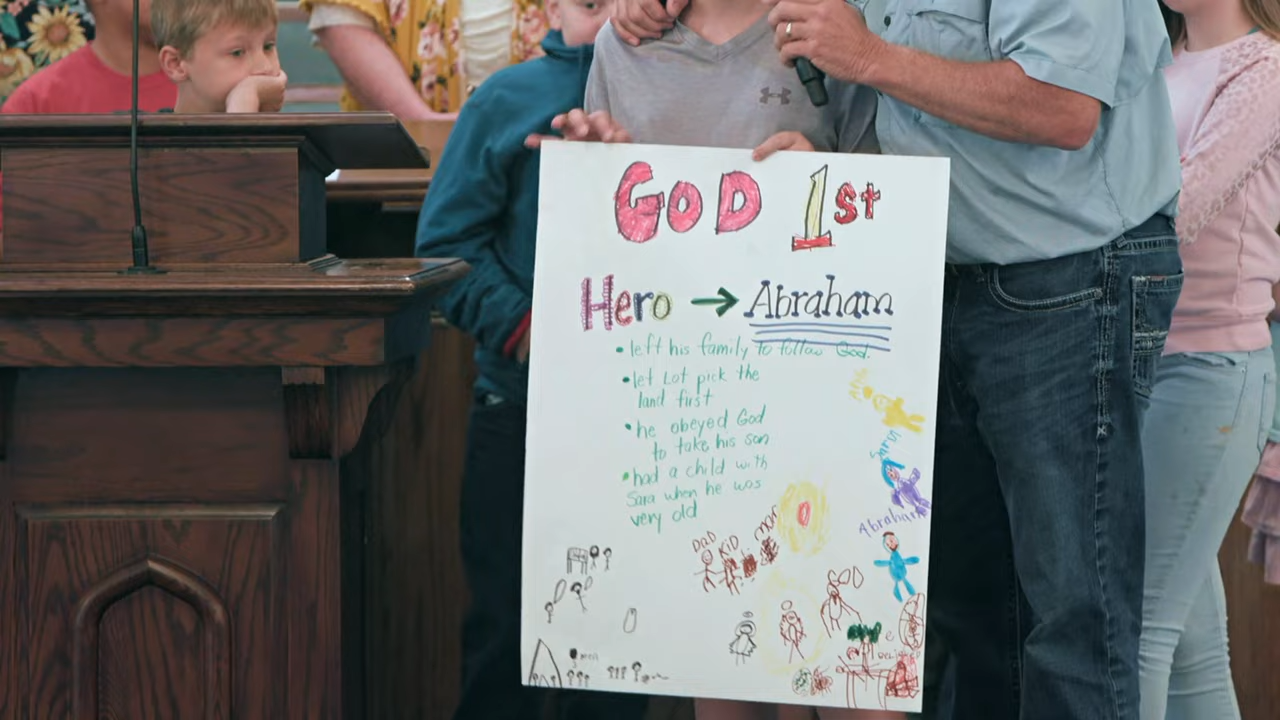 GOD 1st
Hero → Abraham
• left his family to follow God.
• let Lot pick the
land first
• he obeyed God
to take his son
• had a child with
Sara when he was
very old
Abraham
DAD
KiD
mom